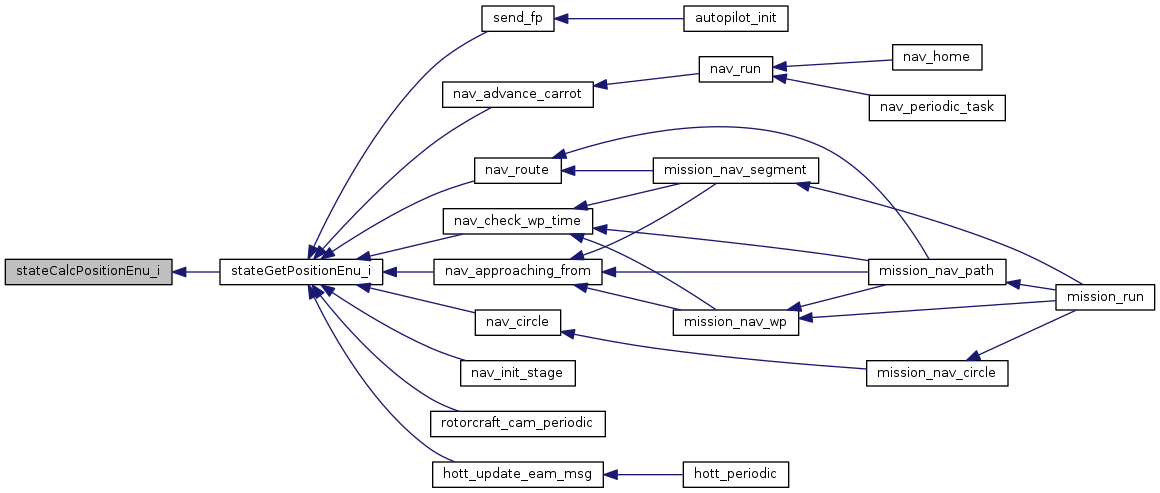 send_fp
autopilot_init
nav_run
nav_home
nav_advance_carrot
nav_periodic_task
nav_route
mission_nav_segment
nav_check_wp_time
stateCalcPositionEnu_i
stateGetPositionEnu_i
nav_approaching_from
mission_nav_path
mission_run
nav_circle
mission_nav_wp
nav_init_stage
mission_nav_circle
rotorcraft_cam_periodic
hott_update_eam_msg
hott_periodic